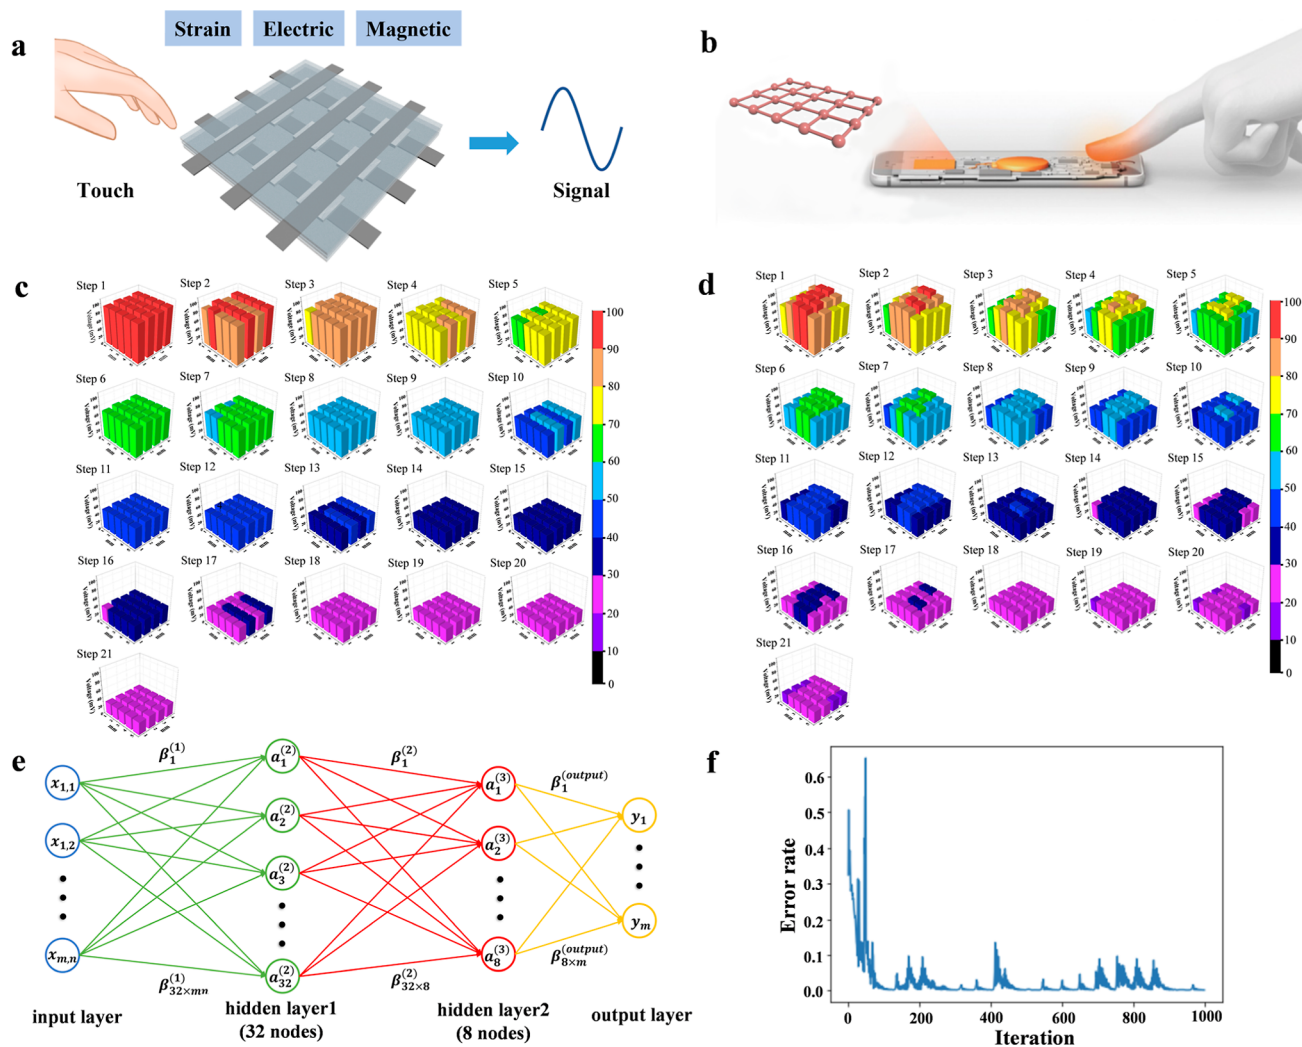 a
Strain
Electric
Magnetic
Touch
Signal
b
c
Step 1
Step 2
Step 3
Step 4
Step 5
Step 6
Step 7
Step 8
Step 9
Step 10
Step 11
Step 12
Step 13
Step 14
Step 15
Step 16
Step 17
Step 18
Step 19
Step 20
Step 21
100
90
80
70
60
50
40
30
20
10
0
d
Step 1
Step 2
Step 3
Step 4
Step 5
Step 6
Step 7
Step 8
Step 9
Step 10
Step 11
Step 12
Step 13
Step 14
Step 15
Step 16
Step 17
Step 18
Step 19
Step 20
Step 21
100
90
80
70
60
50
40
30
20
10
0
e
x1,1
x1,2
xm,n
β1(1)
β32×mn(1)
a1(2)
a2(2)
a3(2)
a32(2)
β1(2)
β32×8(2)
a1(3)
a2(3)
a8(3)
β1(output)
β8×m(output)
y1
ym
input layer
hidden layer1
(32 nodes)
hidden layer2
(8 nodes)
output layer
f
Error rate
0.6
0.5
0.4
0.3
0.2
0.1
0.0
0
200
400
600
800
1000
Iteration